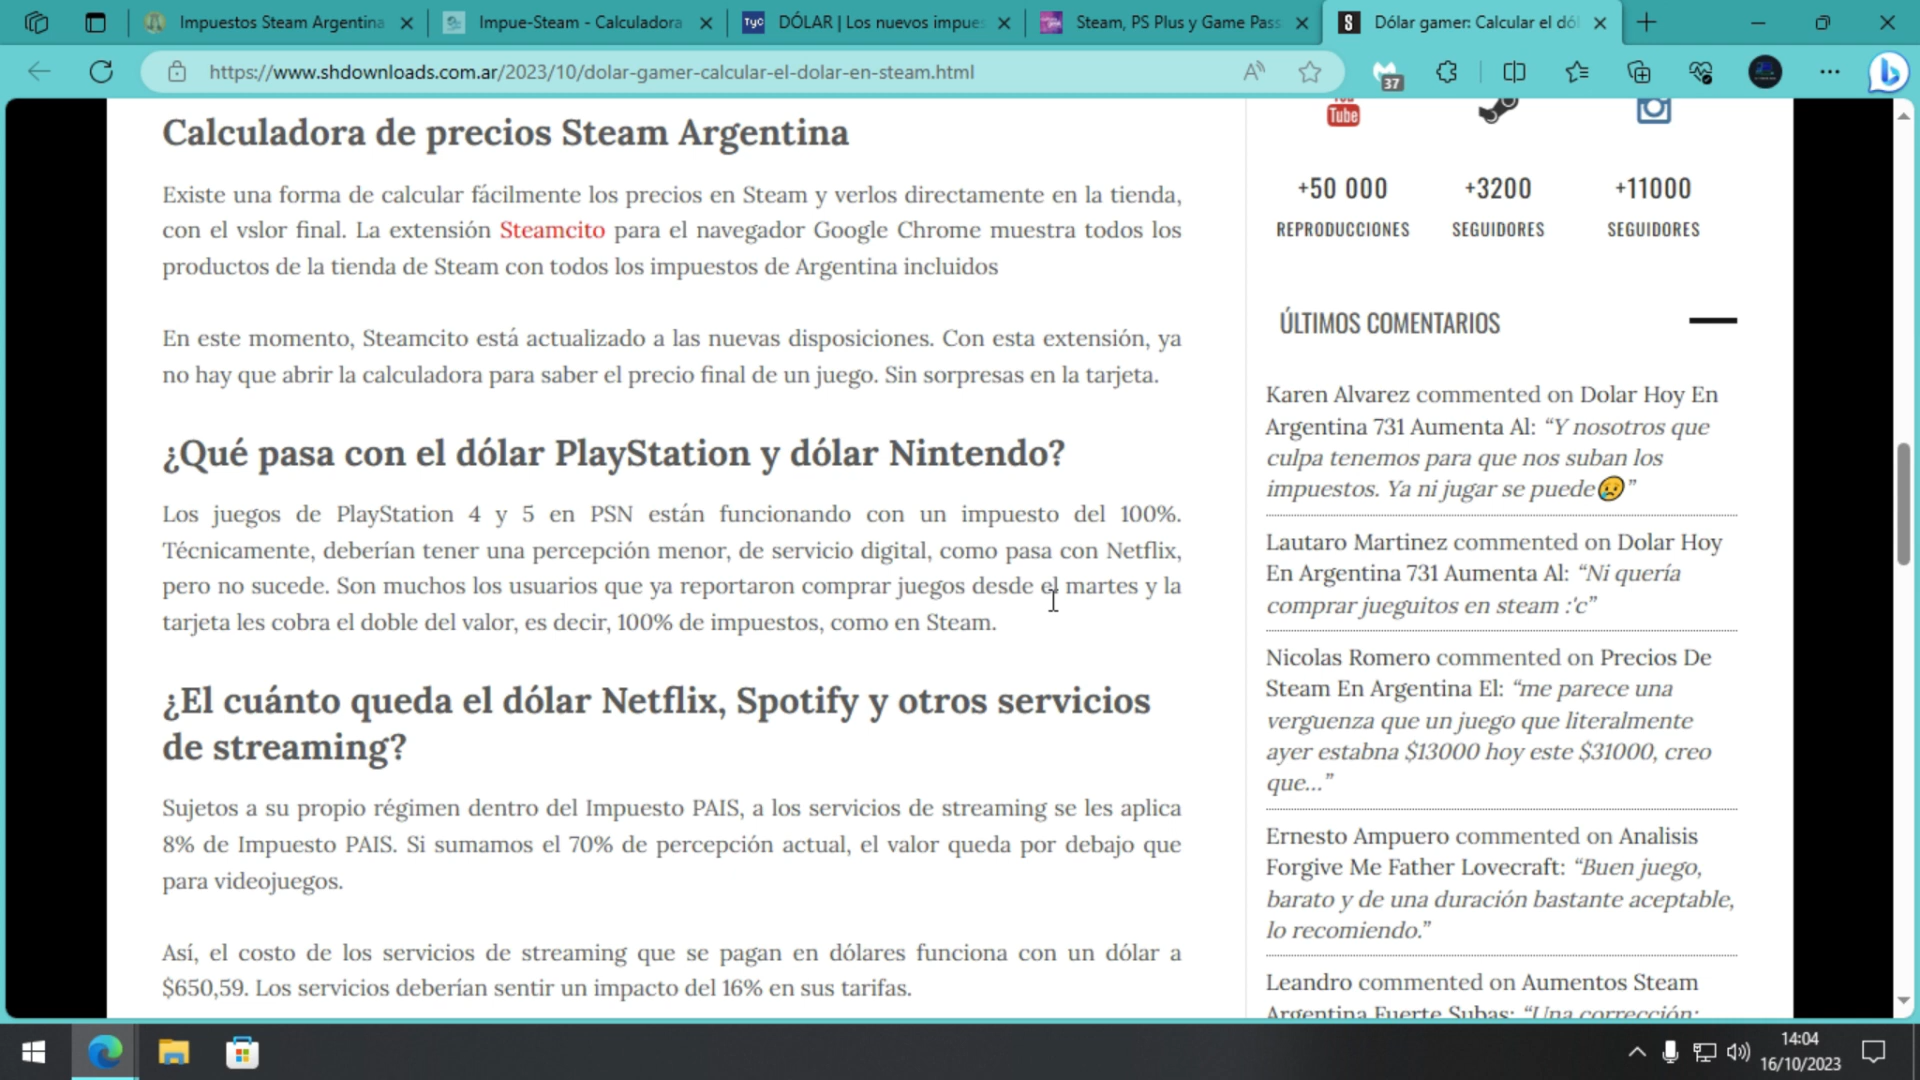 Impuestos Steam Argentina
Impue-Steam - Calculadora
TyC
DÓLAR | Los nuevos impues
Steam, PS Plus y Game Pass
Dólar gamer: Calcular el dól
https://www.shdownloads.com.ar/2023/10/dolar-gamer-calcular-el-dolar-en-steam.html
37
Calculadora de precios Steam Argentina
Existe una forma de calcular fácilmente los precios en Steam y verlos directamente en la tienda,
con el vslor final. La extensión Steamcito para el navegador Google Chrome muestra todos los
productos de la tienda de Steam con todos los impuestos de Argentina incluidos
En este momento, Steamcito está actualizado a las nuevas disposiciones. Con esta extensión, ya
no hay que abrir la calculadora para saber el precio final de un juego. Sin sorpresas en la tarjeta.
¿Qué pasa con el dólar PlayStation y dólar Nintendo?
Los juegos de PlayStation 4 y 5 en PSN están funcionando con un impuesto del 100%.
Técnicamente, deberían tener una percepción menor, de servicio digital, como pasa con Netflix,
pero no sucede. Son muchos los usuarios que ya reportaron comprar juegos desde el martes y la
tarjeta les cobra el doble del valor, es decir, 100% de impuestos, como en Steam.
¿El cuánto queda el dólar Netflix, Spotify y otros servicios
de streaming?
Sujetos a su propio régimen dentro del Impuesto PAIS, a los servicios de streaming se les aplica
8% de Impuesto PAIS. Si sumamos el 70% de percepción actual, el valor queda por debajo que
para videojuegos.
Así, el costo de los servicios de streaming que se pagan en dólares funciona con un dólar a
$650,59. Los servicios deberían sentir un impacto del 16% en sus tarifas.
You
Tube
+50 000
+3200
+11000
REPRODUCCIONES
SEGUIDORES
SEGUIDORES
ÚLTIMOS COMENTARIOS
Karen Alvarez commented on Dolar Hoy En
Argentina 731 Aumenta Al: “Y nosotros que
culpa tenemos para que nos suban los
impuestos. Ya ni jugar se puede😥”
Lautaro Martinez commented on Dolar Hoy
En Argentina 731 Aumenta Al: “Ni quería
comprar jueguitos en steam :'c”
Nicolas Romero commented on Precios De
Steam En Argentina El: “me parece una
verguenza que un juego que literalmente
ayer estabna $13000 hoy este $31000, creo
que...”
Ernesto Ampuero commented on Analisis
Forgive Me Father Lovecraft: “Buen juego,
barato y de una duración bastante aceptable,
lo recomiendo.”
Leandro commented on Aumentos Steam
Argentina Fuerte Subas: “Una corrección:
14:04
16/10/2023